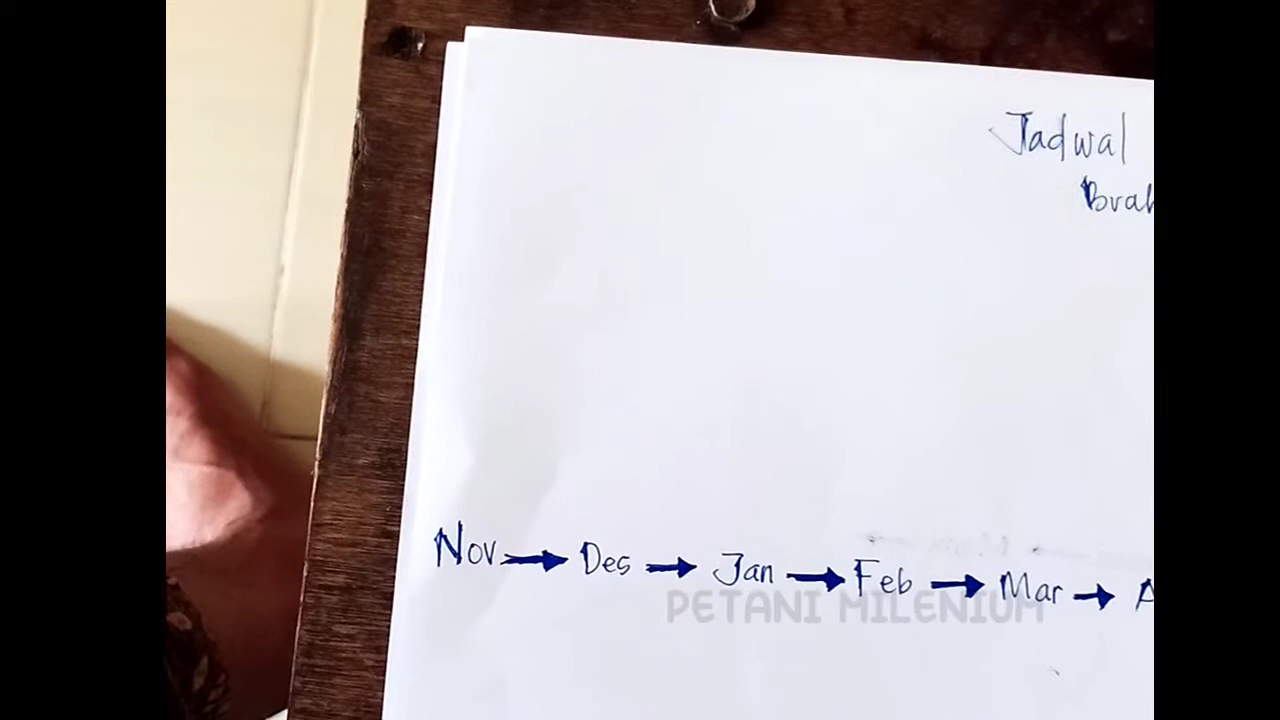 Jadwal
Nov → Des → Jan → Feb → Mar →
PETANI MILENIUM